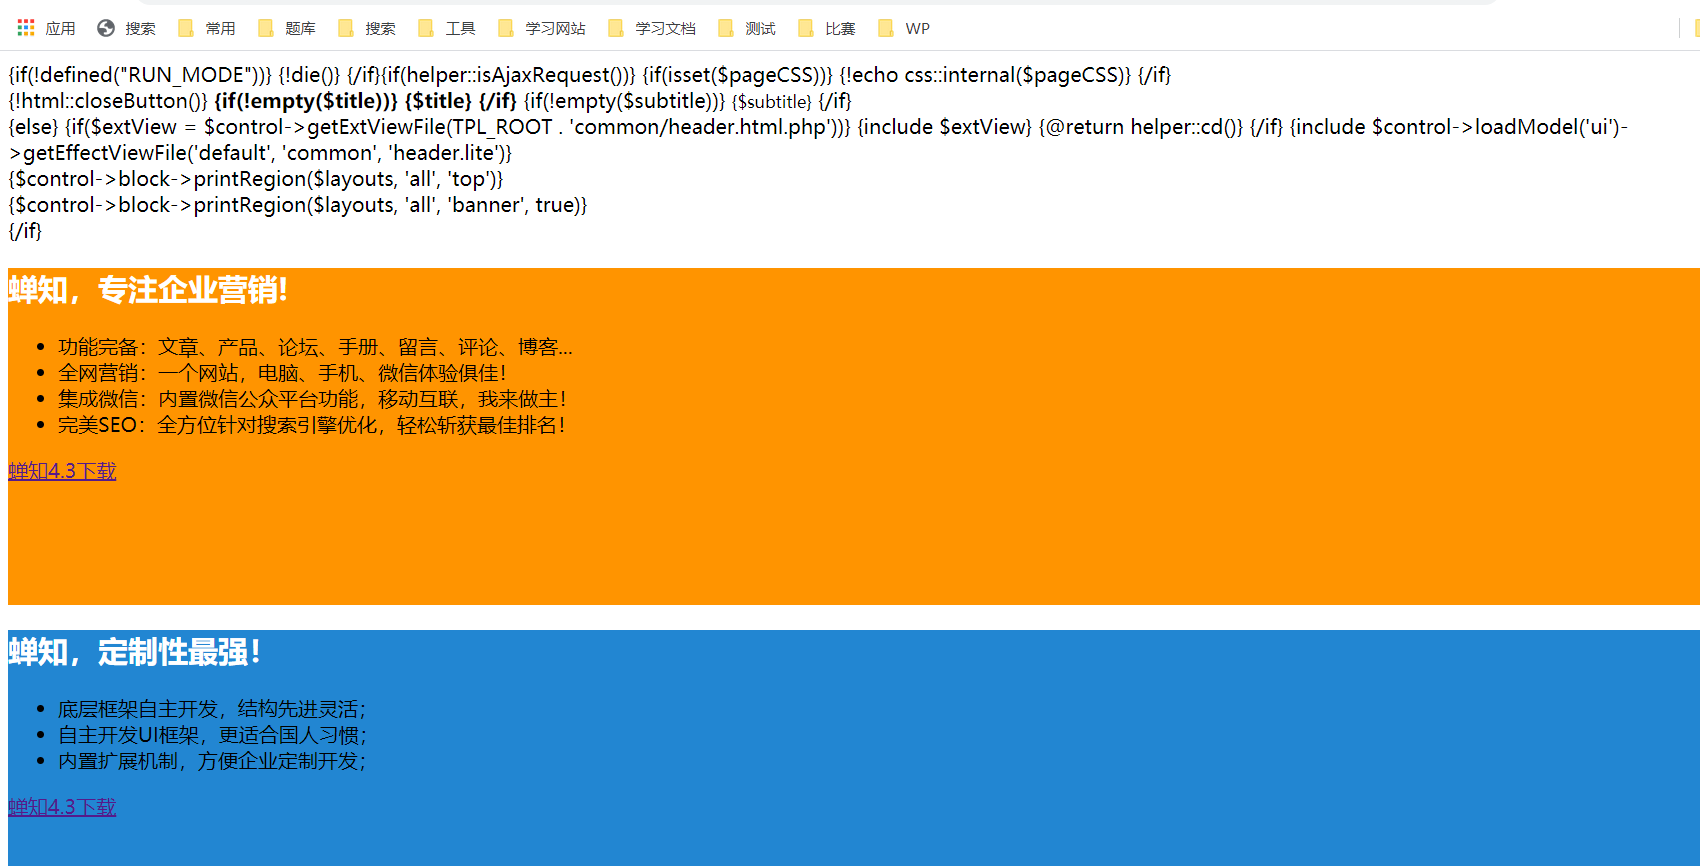 应用 搜索 常用 题库 搜索 工具 学习网站 学习文档 测试 比赛 WP
{if(!defined("RUN_MODE"))} {!die()} {/if}{if(helper::isAjaxRequest())} {if(isset($pageCSS))} {!echo css::internal($pageCSS)} {/if}
{!html::closeButton()} {if(!empty($title))} {$title} {/if} {if(!empty($subtitle))} {$subtitle} {/if}
{else} {if($extView = $control->getExtViewFile(TPL_ROOT . 'common/header.html.php'))} {include $extView} {@return helper::cd()} {/if} {include $control->loadModel('ui')-
>getEffectViewFile('default', 'common', 'header.lite')}
{$control->block->printRegion($layouts, 'all', 'top')}
{$control->block->printRegion($layouts, 'all', 'banner', true)}
{/if}
蝉知，专注企业营销!
• 功能完备：文章、产品、论坛、手册、留言、评论、博客...
• 全网营销：一个网站，电脑、手机、微信体验俱佳！
• 集成微信：内置微信公众平台功能，移动互联，我来做主！
• 完美SEO：全方位针对搜索引擎优化，轻松斩获最佳排名！
蝉知4.3下载
蝉知，定制性最强！
• 底层框架自主开发，结构先进灵活；
• 自主开发UI框架，更适合国人习惯；
• 内置扩展机制，方便企业定制开发；
蝉知4.3下载